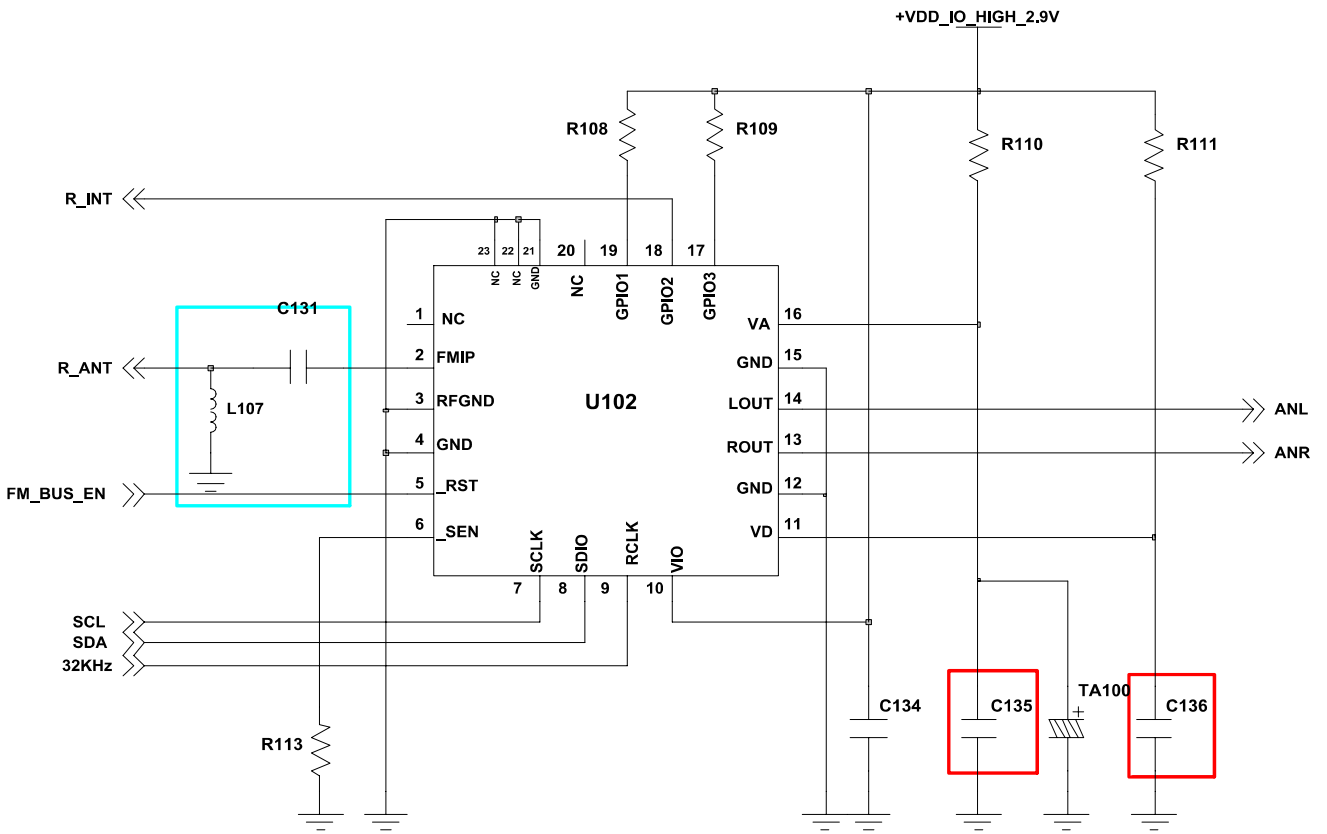 +VDD_IO_HIGH_2.9V
R108
R109
R110
R111
R_INT
23
22
21
20
19
18
17
NC
NC
GND
NC
GPIO1
GPIO2
GPIO3
C131
1
NC
VA
16
R_ANT
2
FMIP
GND
15
L107
3
RFGND
U102
LOUT
14
ANL
4
GND
ROUT
13
ANR
FM_BUS_EN
5
_RST
GND
12
6
_SEN
VD
11
SCLK
SDIO
RCLK
VIO
7
8
9
10
SCL
SDA
32KHz
R113
C134
C135
TA100
+
C136